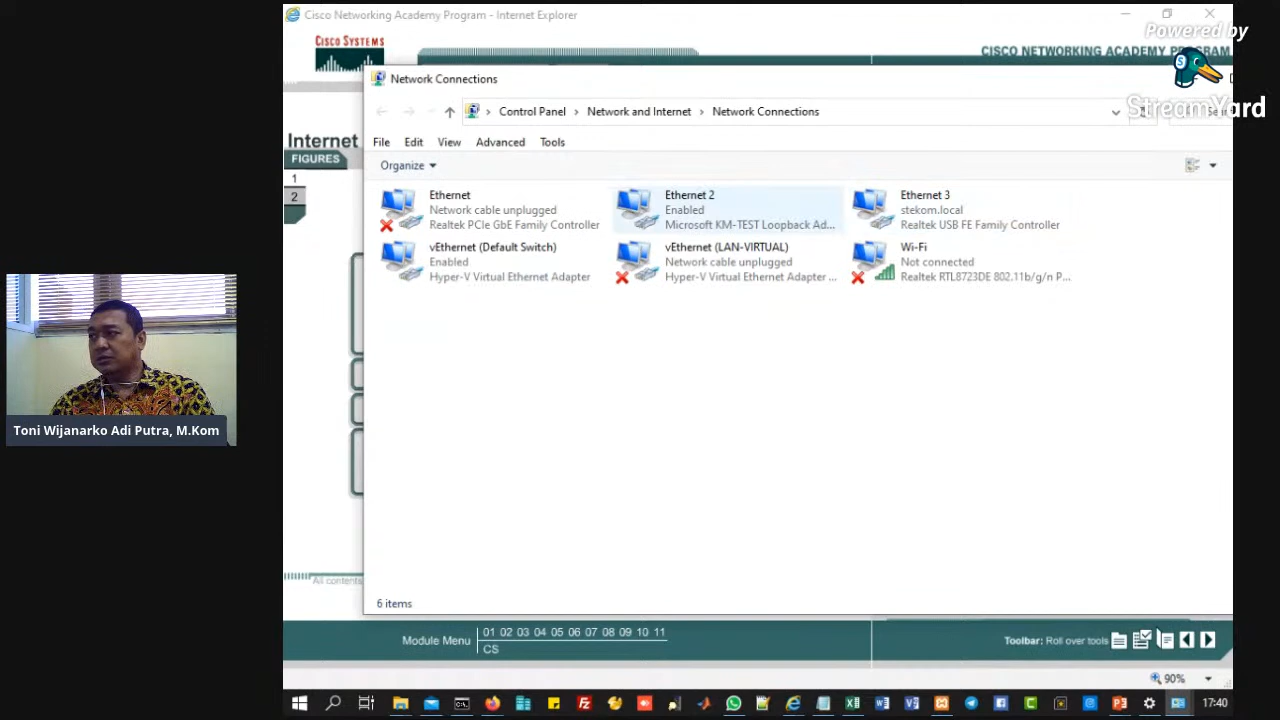 Cisco Networking Academy Program - Internet Explorer
Powered by
CISCO SYSTEMS
CISCO NETWORKING ACADEMY PROGRAM
StreamYard
Network Connections
Control Panel › Network and Internet › Network Connections
Internet
FIGURES
1
2
File Edit View Advanced Tools
Organize
Ethernet
Network cable unplugged
Realtek PCIe GbE Family Controller
Ethernet 2
Enabled
Microsoft KM-TEST Loopback Ad...
Ethernet 3
stekom.local
Realtek USB FE Family Controller
vEthernet (Default Switch)
Enabled
Hyper-V Virtual Ethernet Adapter
vEthernet (LAN-VIRTUAL)
Network cable unplugged
Hyper-V Virtual Ethernet Adapter ...
Wi-Fi
Not connected
Realtek RTL8723DE 802.11b/g/n P...
Toni Wijanarko Adi Putra, M.Kom
All contents
6 items
Module Menu
01 02 03 04 05 06 07 08 09 10 11
CS
Toolbar: Roll over tools
90%
17:40